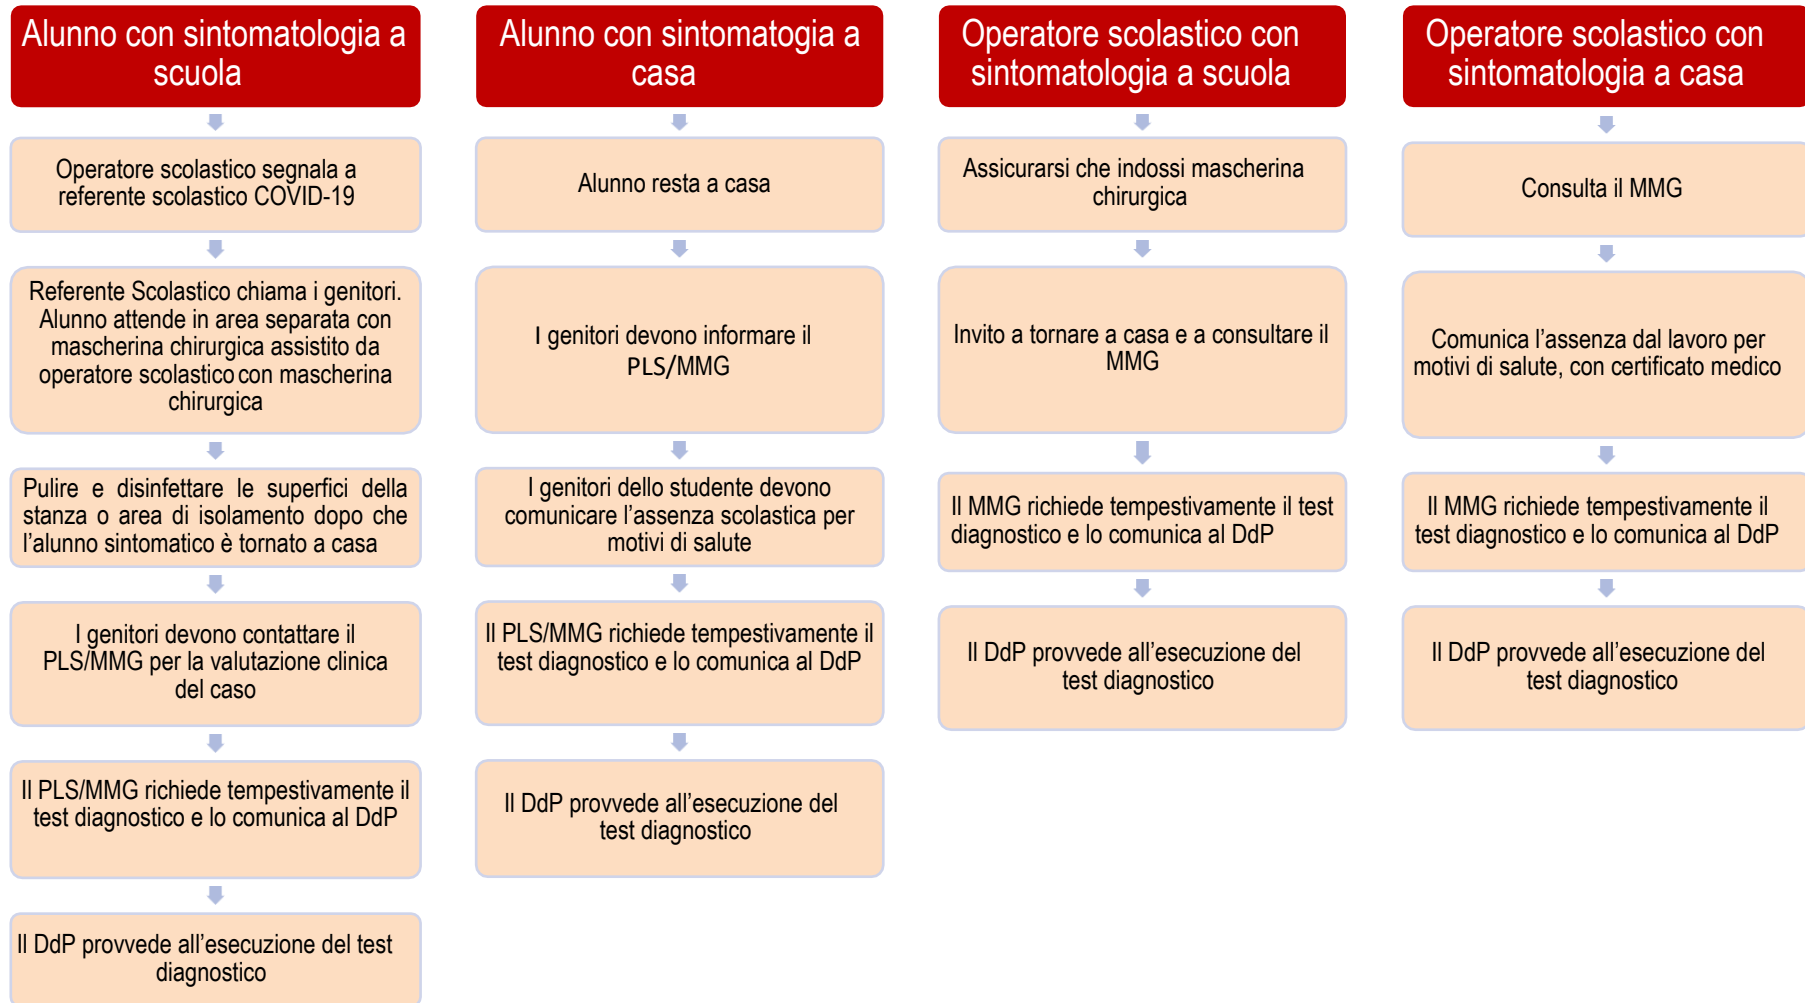 Alunno con sintomatologia a
scuola
Operatore scolastico segnala a
referente scolastico COVID-19
Referente Scolastico chiama i genitori.
Alunno attende in area separata con
mascherina chirurgica assistito da
operatore scolastico con mascherina
chirurgica
Pulire e disinfettare le superfici della
stanza o area di isolamento dopo che
l’alunno sintomatico è tornato a casa
I genitori devono contattare il
PLS/MMG per la valutazione clinica
del caso
Il PLS/MMG richiede tempestivamente il
test diagnostico e lo comunica al DdP
Il DdP provvede all’esecuzione del test
diagnostico
Alunno con sintomatogia a
casa
Alunno resta a casa
I genitori devono informare il
PLS/MMG
I genitori dello studente devono
comunicare l’assenza scolastica per
motivi di salute
Il PLS/MMG richiede tempestivamente il
test diagnostico e lo comunica al DdP
Il DdP provvede all’esecuzione del
test diagnostico
Operatore scolastico con
sintomatologia a scuola
Assicurarsi che indossi mascherina
chirurgica
Invito a tornare a casa e a consultare il
MMG
Il MMG richiede tempestivamente il test
diagnostico e lo comunica al DdP
Il DdP provvede all’esecuzione del
test diagnostico
Operatore scolastico con
sintomatologia a casa
Consulta il MMG
Comunica l’assenza dal lavoro per
motivi di salute, con certificato medico
Il MMG richiede tempestivamente il
test diagnostico e lo comunica al DdP
Il DdP provvede all’esecuzione del
test diagnostico